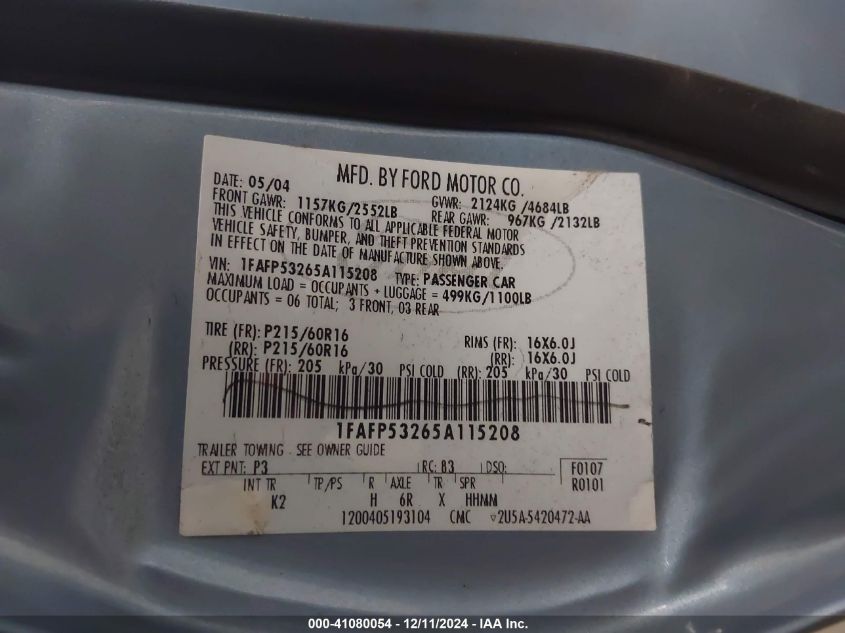 MFD. BY FORD MOTOR CO.
DATE: 05/04
GVWR: 2124KG /4684LB
FRONT GAWR: 1157KG/2552LB
REAR GAWR: 967KG /2132LB
THIS VEHICLE CONFORMS TO ALL APPLICABLE FEDERAL MOTOR
VEHICLE SAFETY, BUMPER, AND THEFT PREVENTION STANDARDS
IN EFFECT ON THE DATE OF MANUFACTURE SHOWN ABOVE.
VIN: 1FAFP53265A115208 TYPE: PASSENGER CAR
MAXIMUM LOAD = OCCUPANTS + LUGGAGE = 499KG/1100LB
OCCUPANTS = 06 TOTAL; 3 FRONT, 03 REAR
TIRE (FR): P215/60R16 RIMS (FR): 16X6.0J
(RR): P215/60R16 (RR): 16X6.0J
PRESSURE (FR): 205 kPa/30 PSI COLD (RR): 205 kPa/30 PSI COLD
1FAFP53265A115208
TRAILER TOWING - SEE OWNER GUIDE
EXT PNT: P3 RC: 83 DSO: F0107
INT TR TP/PS R AXLE TR SPR R0101
K2 H 6R X HHMM
1200405193104 CMC ▽2U5A-5420472-AA
000-41080054 - 12/11/2024 - IAA Inc.